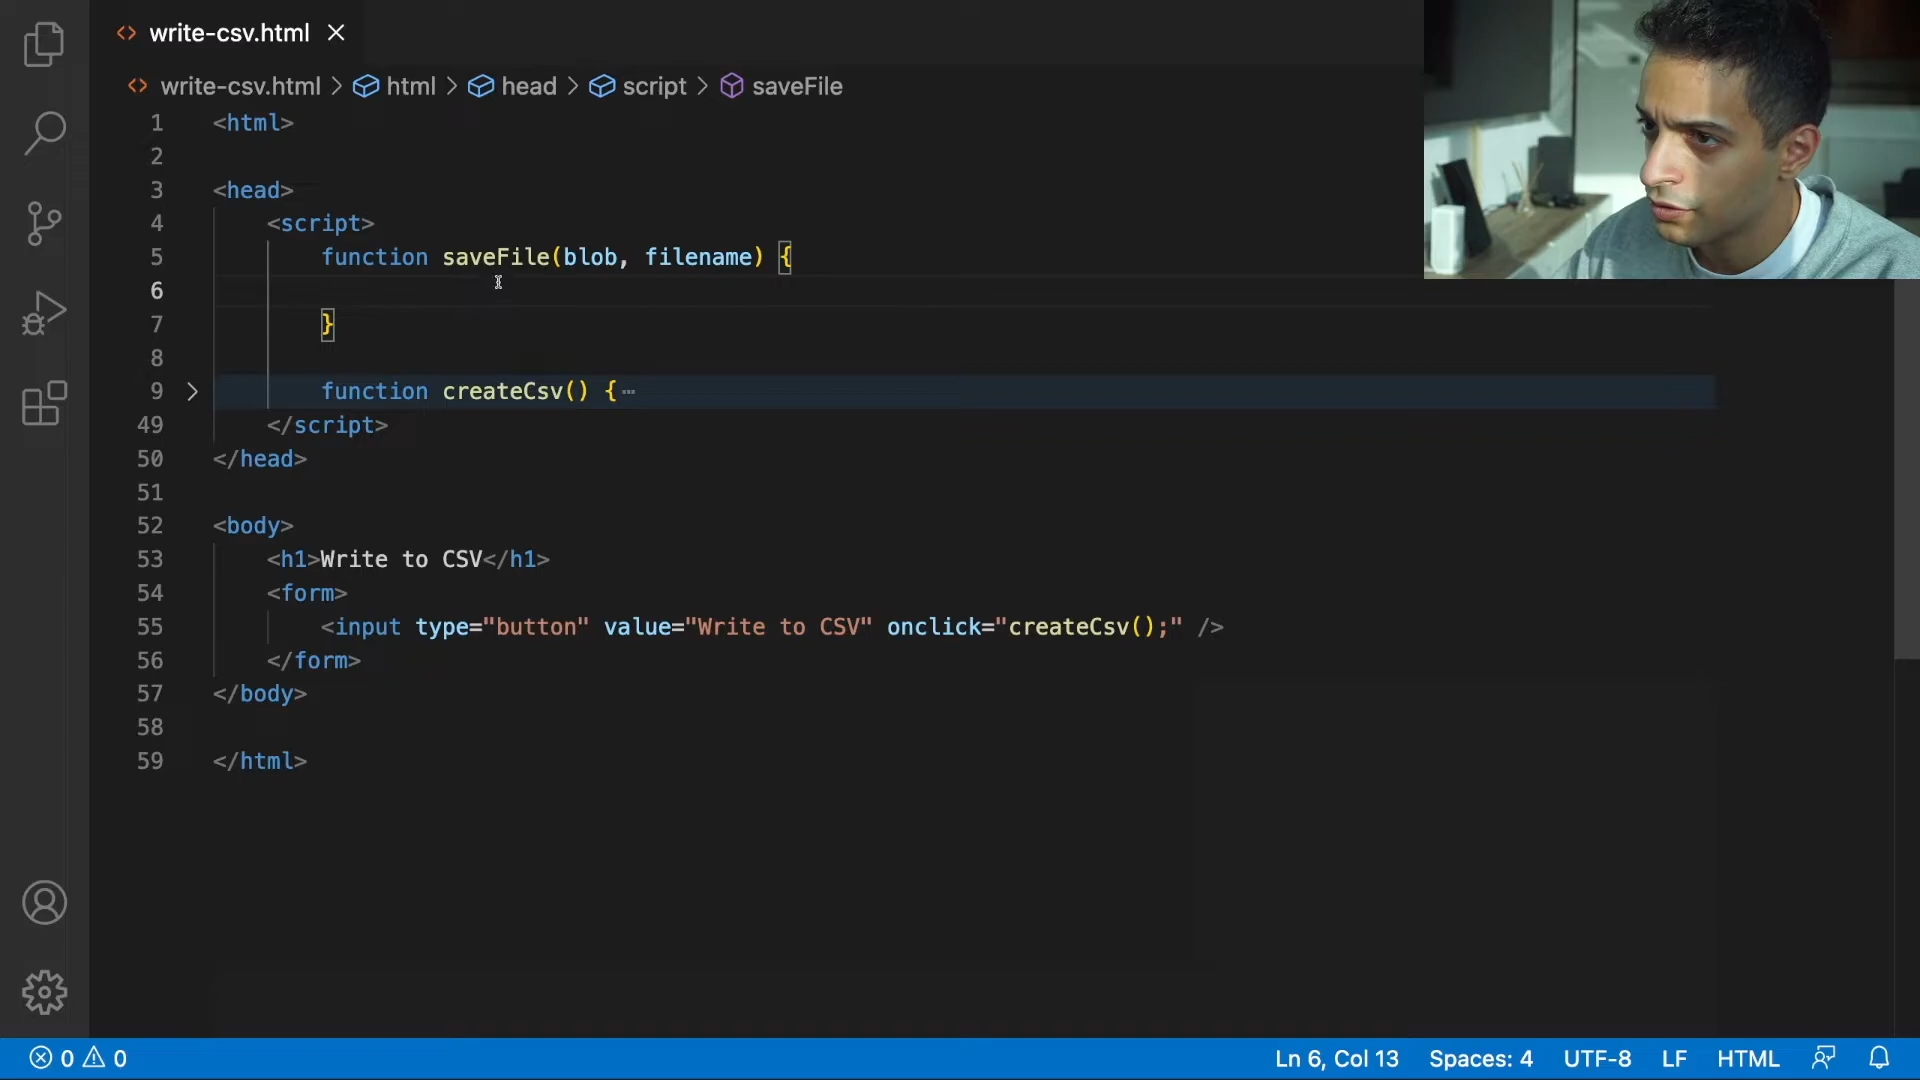 write-csv.html
write-csv.html > html > head > script > saveFile
1 <html>
2
3 <head>
4 <script>
5 function saveFile(blob, filename) {
6
7 }
8
9 function createCsv() {⋯
49 </script>
50 </head>
51
52 <body>
53 <h1>Write to CSV</h1>
54 <form>
55 <input type="button" value="Write to CSV" onclick="createCsv();" />
56 </form>
57 </body>
58
59 </html>
0 0 Ln 6, Col 13 Spaces: 4 UTF-8 LF HTML